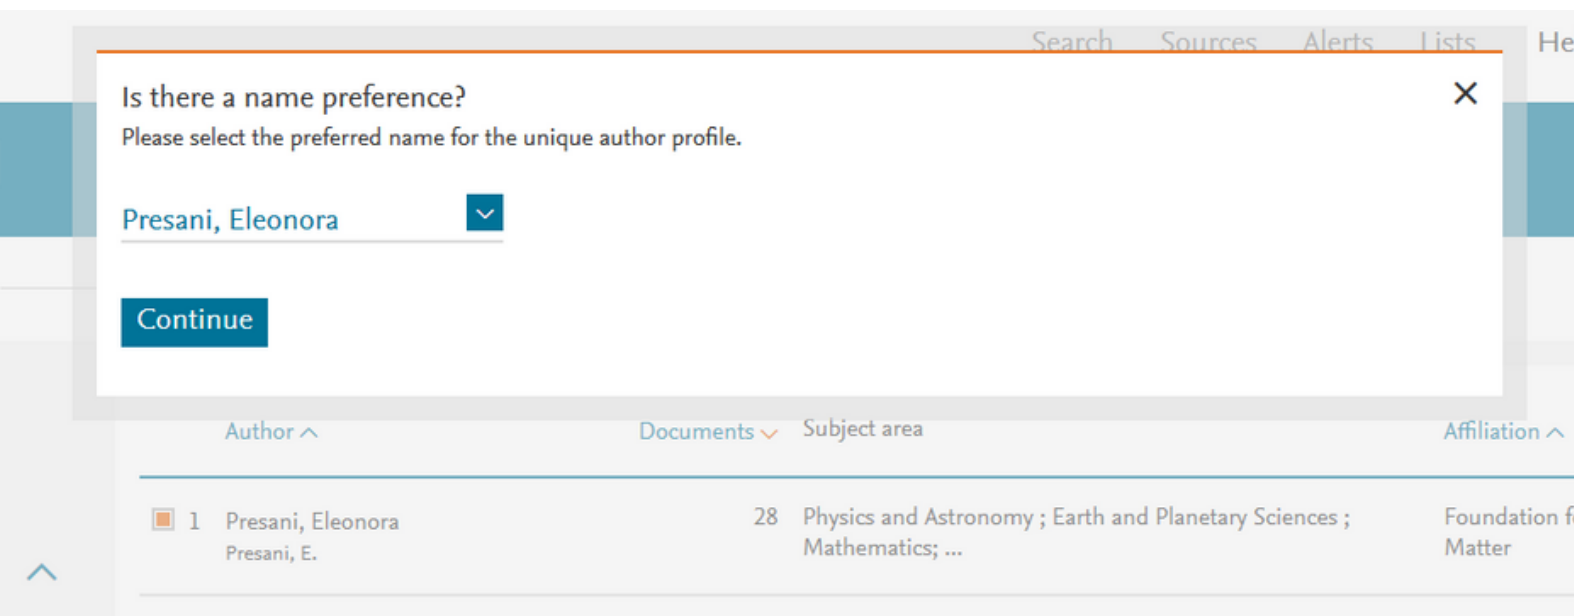 Search Sources Alerts Lists
Is there a name preference?
Please select the preferred name for the unique author profile.
Presani, Eleonora
Continue
Author Documents Subject area Affiliation
1 Presani, Eleonora 28 Physics and Astronomy ; Earth and Planetary Sciences ; Foundation
Presani, E. Mathematics; ... Matter